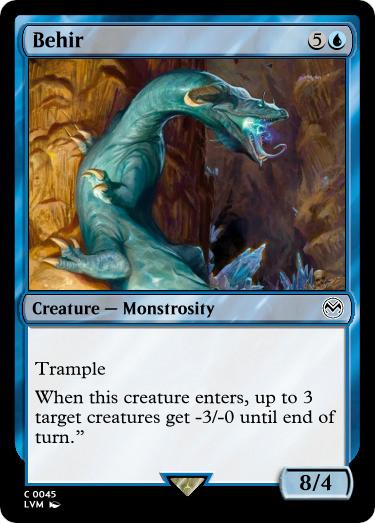 Behir 5
Creature — Monstrosity
Trample
When this creature enters, up to 3
target creatures get -3/-0 until end of
turn.”
8/4
C 0045
LVM